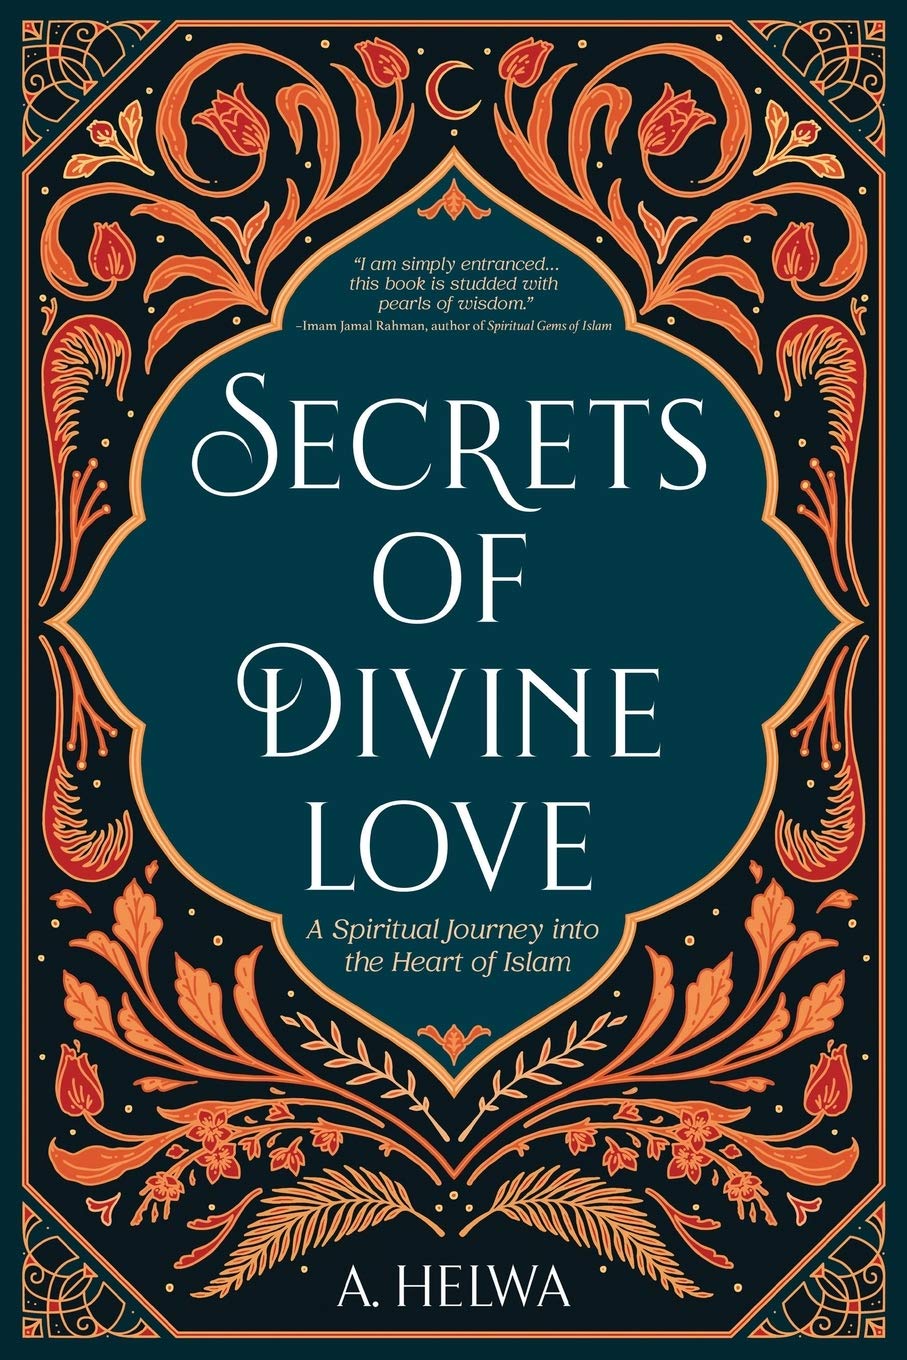 “I am simply entranced...
this book is studded with
pearls of wisdom.”
–Imam Jamal Rahman, author of Spiritual Gems of Islam
SECRETS
OF
DIVINE
LOVE
A Spiritual Journey into
the Heart of Islam
A. HELWA